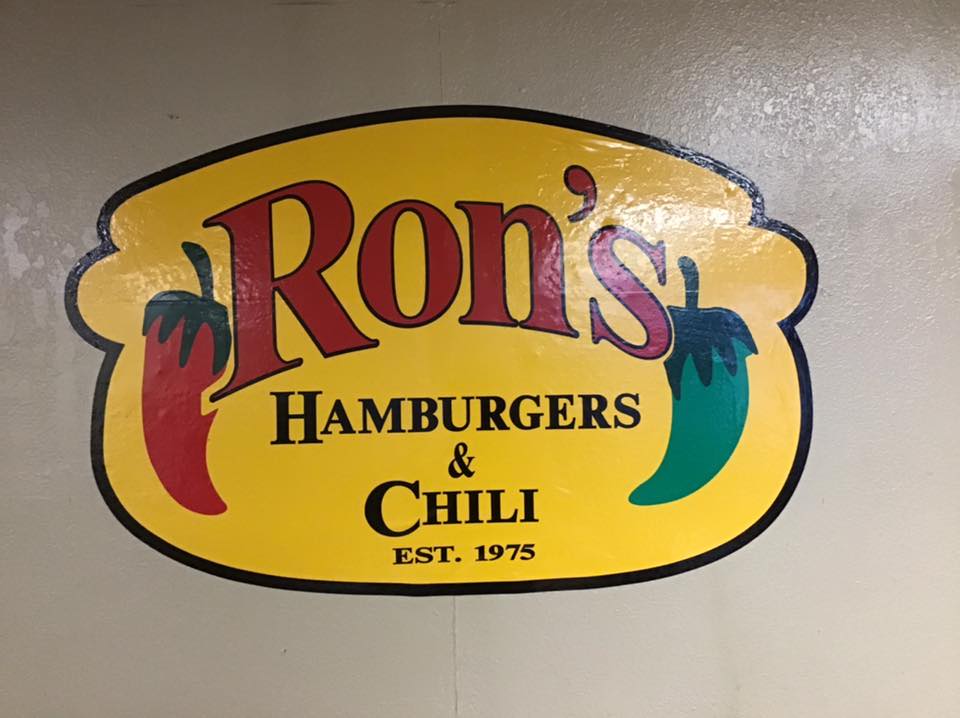 Ron's
HAMBURGERS
&
CHILI
EST. 1975